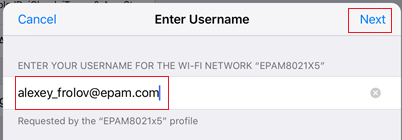 Cancel Enter Username Next
ENTER YOUR USERNAME FOR THE WI-FI NETWORK “EPAM8021X5”
alexey_frolov@epam.com
Requested by the “EPAM8021x5” profile